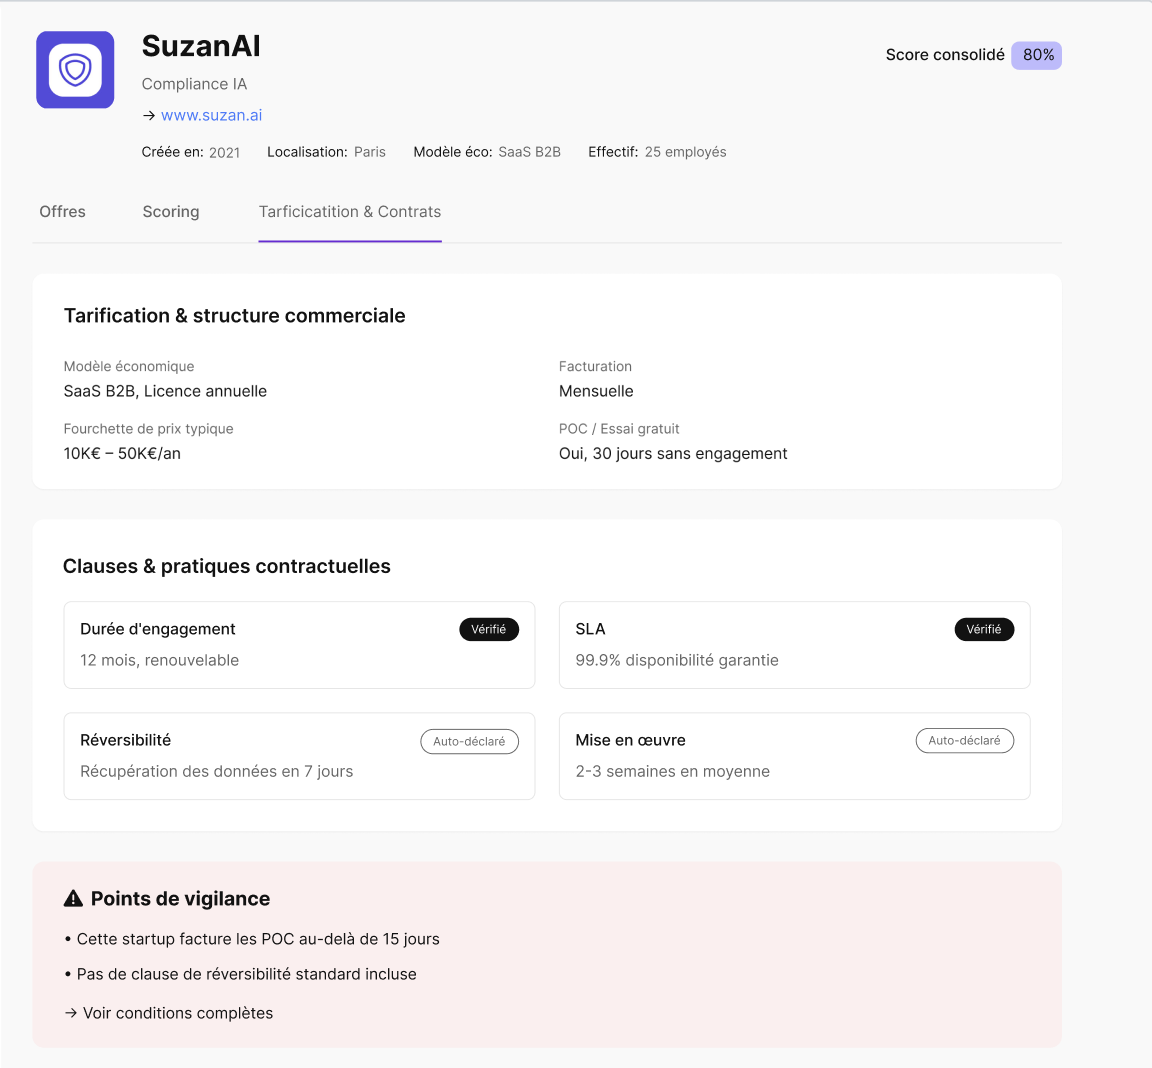 SuzanAI
Score consolidé 80%
Compliance IA
→ www.suzan.ai
Créée en: 2021 Localisation: Paris Modèle éco: SaaS B2B Effectif: 25 employés
Offres Scoring Tarficicatition & Contrats
Tarification & structure commerciale
Modèle économique
SaaS B2B, Licence annuelle
Facturation
Mensuelle
Fourchette de prix typique
10K€ – 50K€/an
POC / Essai gratuit
Oui, 30 jours sans engagement
Clauses & pratiques contractuelles
Durée d'engagement Vérifié
12 mois, renouvelable
SLA Vérifié
99.9% disponibilité garantie
Réversibilité Auto-déclaré
Récupération des données en 7 jours
Mise en œuvre Auto-déclaré
2-3 semaines en moyenne
Points de vigilance
• Cette startup facture les POC au-delà de 15 jours
• Pas de clause de réversibilité standard incluse
→ Voir conditions complètes